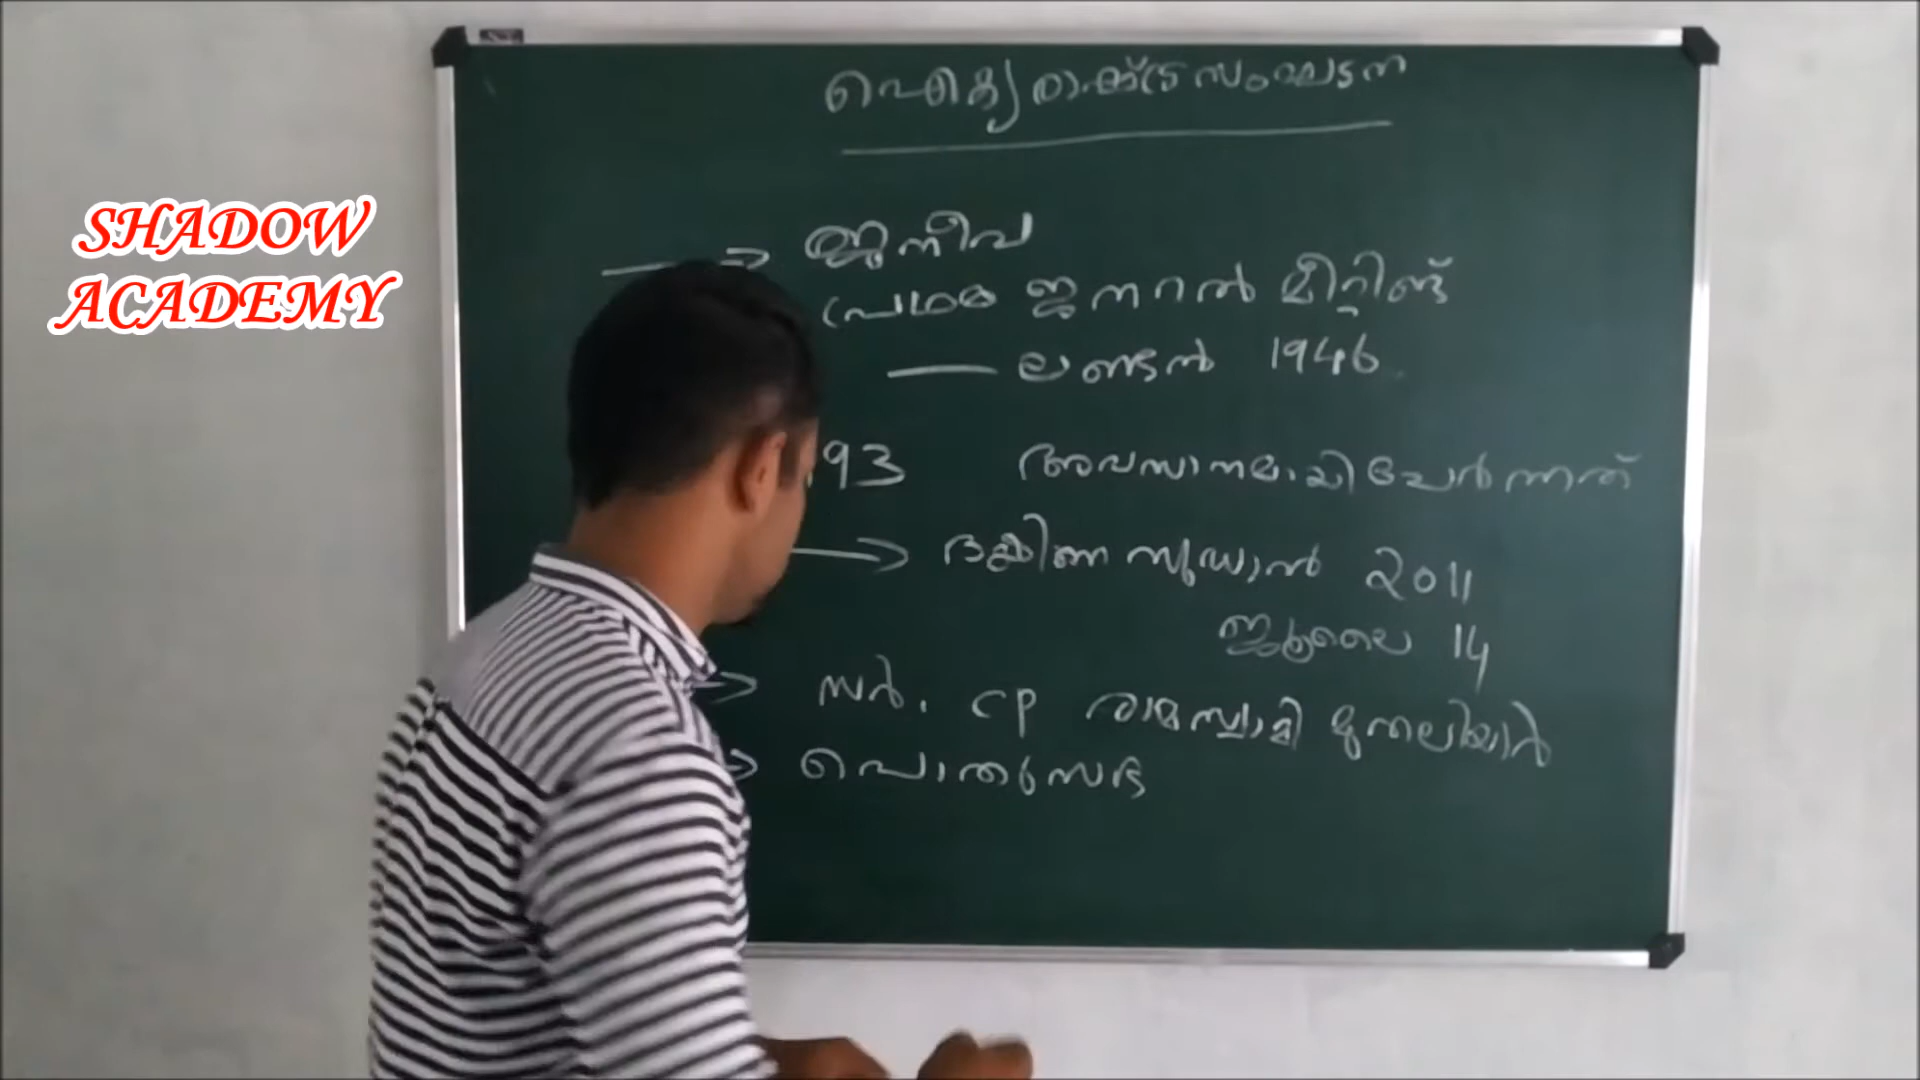 SHADOW
ACADEMY
ഐക്യരാഷ്ട്രസംഘടന
ജനീവ
പ്രഥമ ജനറൽ മീറ്റിങ്ങ്
ലണ്ടൻ 1946
93 അവസാനമായി ചേർന്നത്
ദക്ഷിണ സുഡാൻ 2011
ജൂലൈ 14
സർ. CP രാമസ്വാമി മുതലിയാർ
പൊതുസഭ